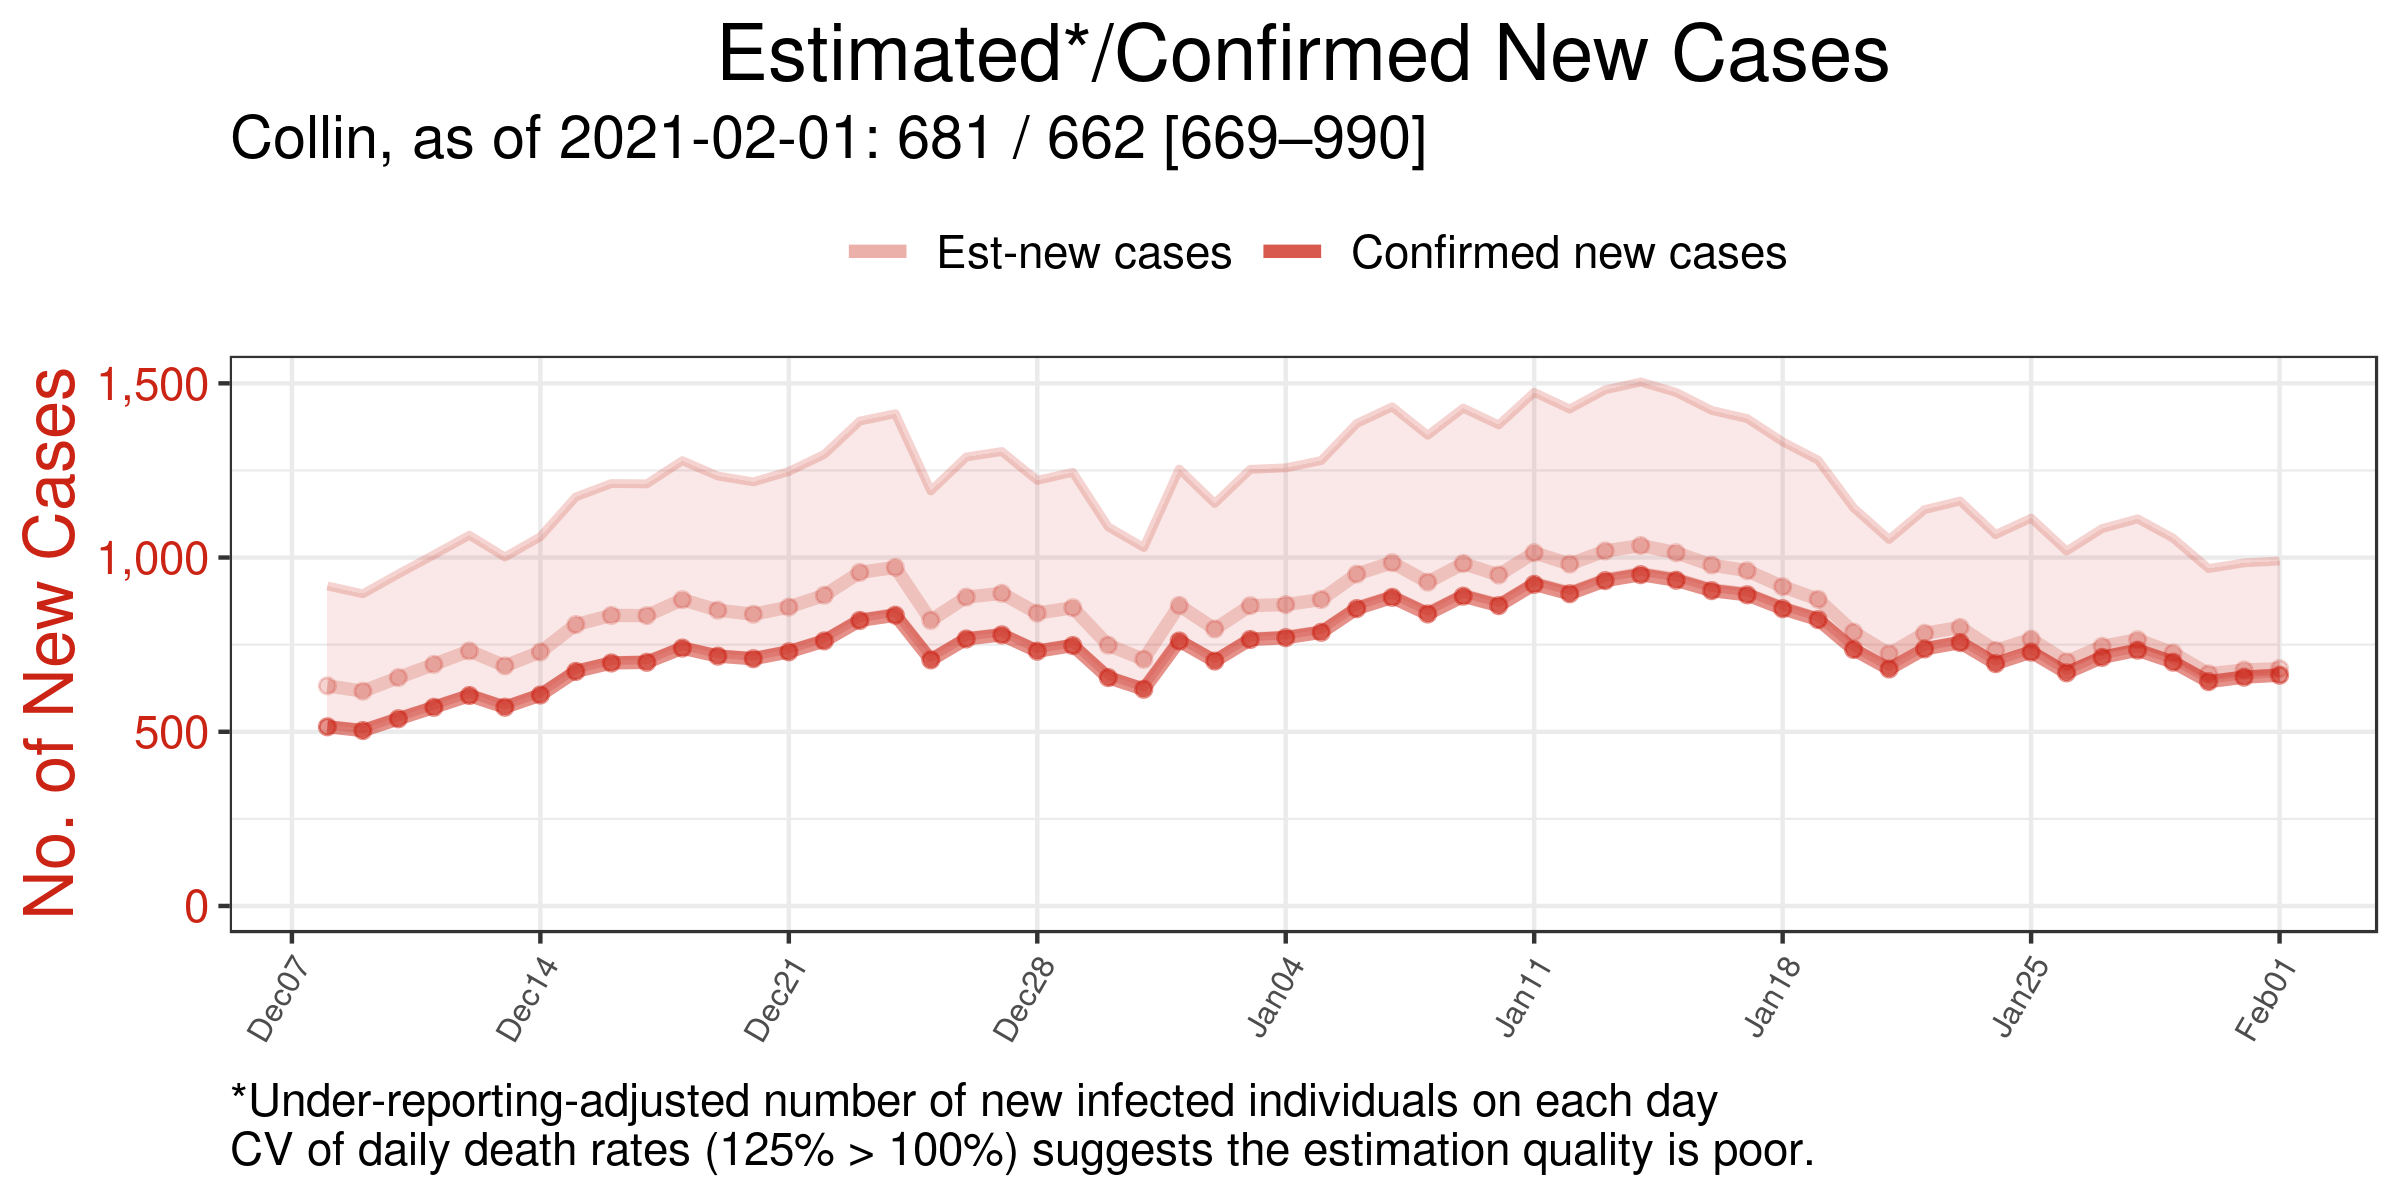 Estimated*/Confirmed New Cases
Collin, as of 2021-02-01: 681 / 662 [669–990]
Est-new cases Confirmed new cases
No. of New Cases
1,500
1,000
500
0
Dec07 Dec14 Dec21 Dec28 Jan04 Jan11 Jan18 Jan25 Feb01
*Under-reporting-adjusted number of new infected individuals on each day
CV of daily death rates (125% > 100%) suggests the estimation quality is poor.